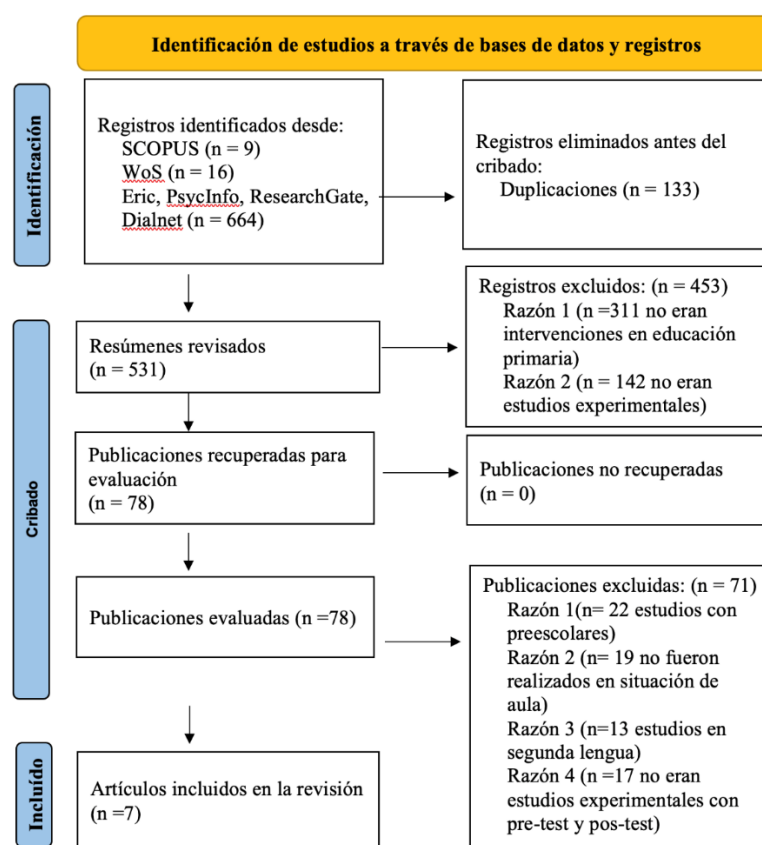 Identificación de estudios a través de bases de datos y registros
Identificación
Registros identificados desde:
SCOPUS (n = 9)
WoS (n = 16)
Eric, PsycInfo, ResearchGate,
Dialnet (n = 664)
Registros eliminados antes del
cribado:
Duplicaciones (n = 133)
Cribado
Resúmenes revisados
(n = 531)
Registros excluidos: (n = 453)
Razón 1 (n =311 no eran
intervenciones en educación
primaria)
Razón 2 (n = 142 no eran
estudios experimentales)
Publicaciones recuperadas para
evaluación
(n = 78)
Publicaciones no recuperadas
(n = 0)
Publicaciones evaluadas (n =78)
Publicaciones excluidas: (n = 71)
Razón 1(n= 22 estudios con
preescolares)
Razón 2 (n= 19 no fueron
realizados en situación de
aula)
Razón 3 (n=13 estudios en
segunda lengua)
Razón 4 (n =17 no eran
estudios experimentales con
pre-test y pos-test)
Incluído
Artículos incluidos en la revisión
(n =7)